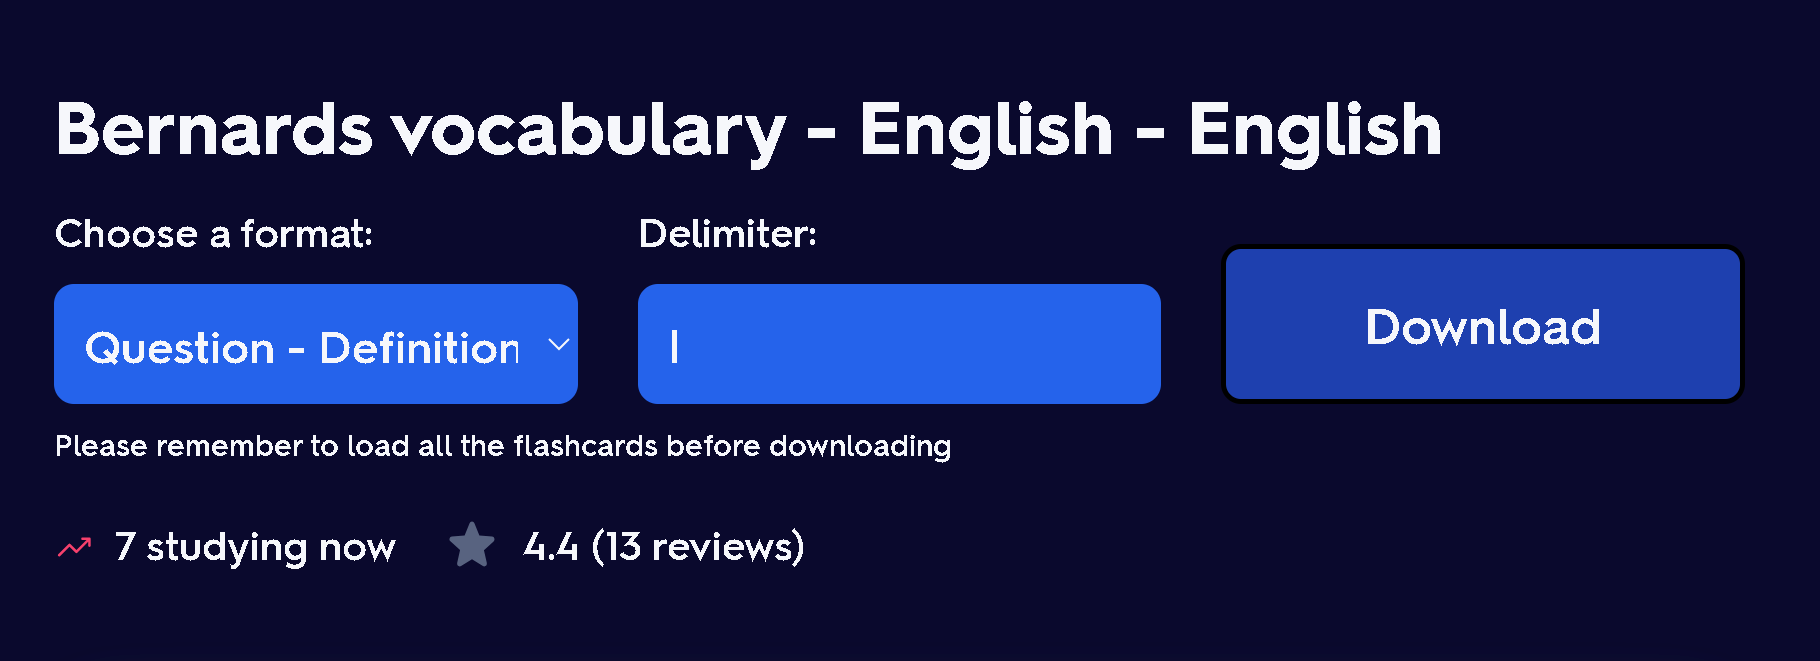 Bernards vocabulary - English - English
Choose a format:
Delimiter:
Question - Definition
|
Download
Please remember to load all the flashcards before downloading
7 studying now
4.4 (13 reviews)